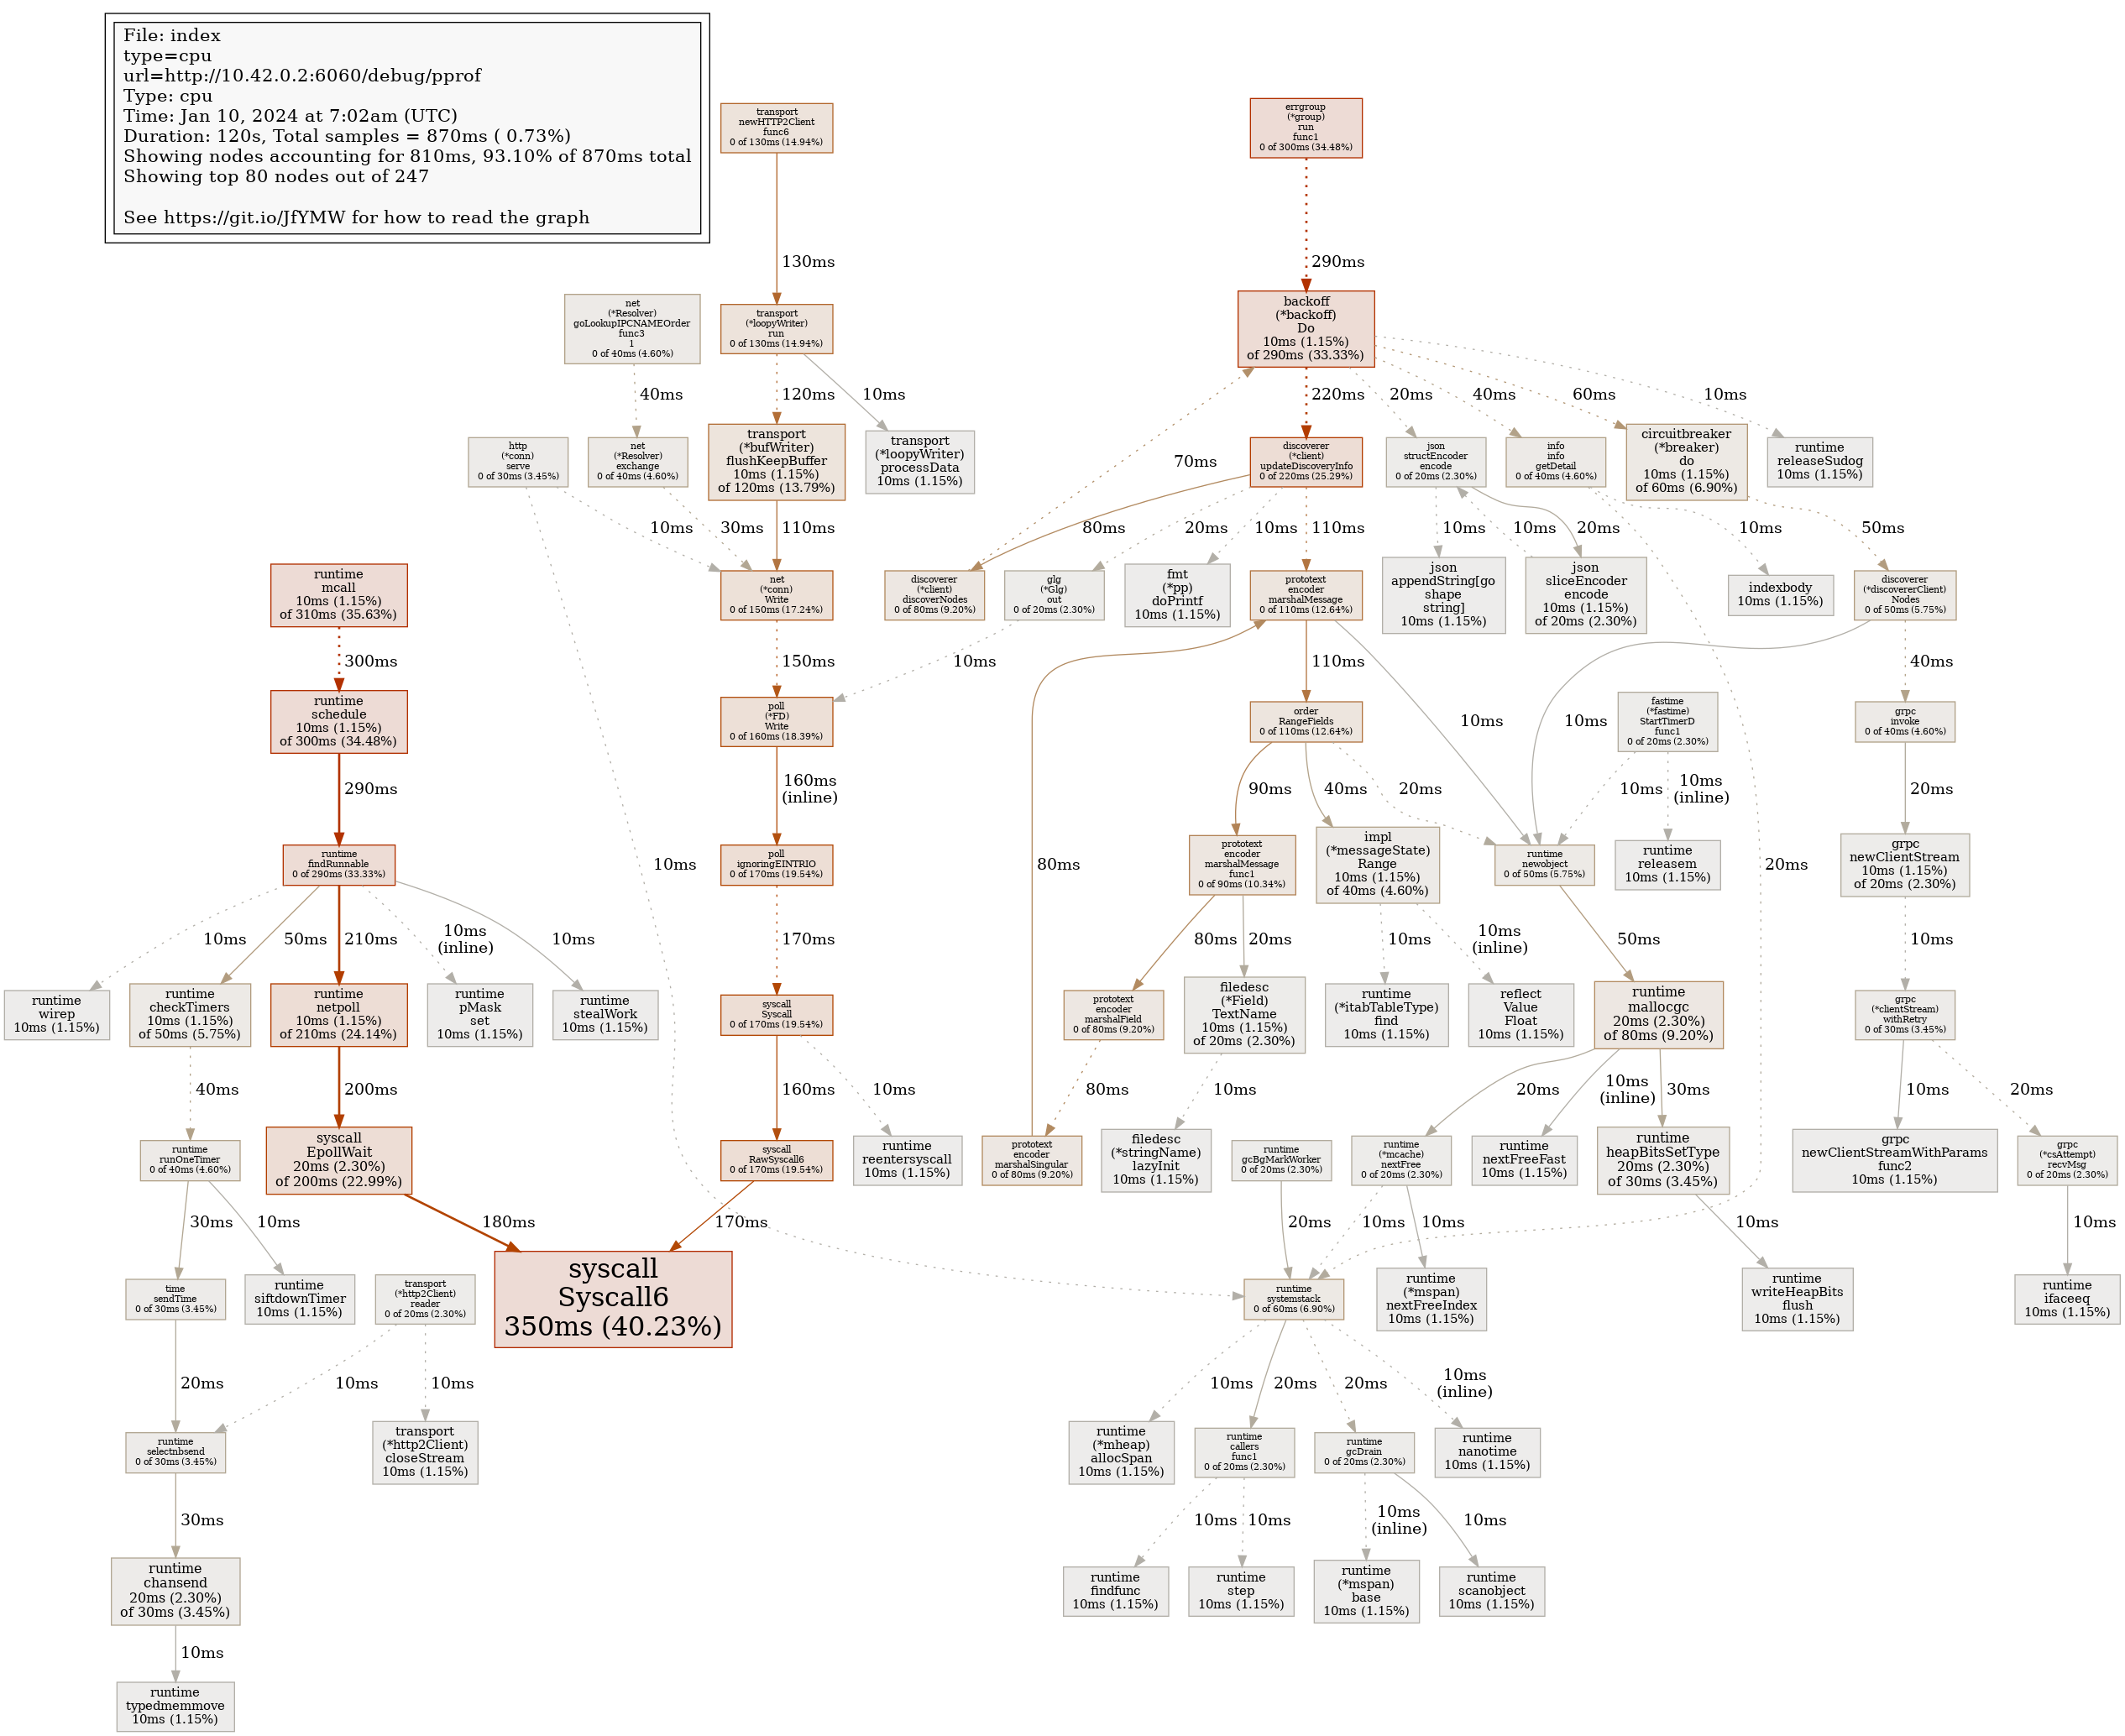 File: index
type=cpu
url=http://10.42.0.2:6060/debug/pprof
Type: cpu
Time: Jan 10, 2024 at 7:02am (UTC)
Duration: 120s, Total samples = 870ms ( 0.73%)
Showing nodes accounting for 810ms, 93.10% of 870ms total
Showing top 80 nodes out of 247
See https://git.io/JfYMW for how to read the graph
transport
newHTTP2Client
func6
0 of 130ms (14.94%)
errgroup
(*group)
run
func1
0 of 300ms (34.48%)
130ms
290ms
net
(*Resolver)
goLookupIPCNAMEOrder
func3
1
0 of 40ms (4.60%)
transport
(*loopyWriter)
run
0 of 130ms (14.94%)
backoff
(*backoff)
Do
10ms (1.15%)
of 290ms (33.33%)
40ms
120ms
10ms
70ms
220ms
20ms
40ms
60ms
10ms
http
(*conn)
serve
0 of 30ms (3.45%)
net
(*Resolver)
exchange
0 of 40ms (4.60%)
transport
(*bufWriter)
flushKeepBuffer
10ms (1.15%)
of 120ms (13.79%)
transport
(*loopyWriter)
processData
10ms (1.15%)
discoverer
(*client)
updateDiscoveryInfo
0 of 220ms (25.29%)
json
structEncoder
encode
0 of 20ms (2.30%)
info
info
getDetail
0 of 40ms (4.60%)
circuitbreaker
(*breaker)
do
10ms (1.15%)
of 60ms (6.90%)
runtime
releaseSudog
10ms (1.15%)
10ms
30ms
110ms
80ms
20ms
10ms
110ms
10ms
10ms
20ms
10ms
50ms
runtime
mcall
10ms (1.15%)
of 310ms (35.63%)
net
(*conn)
Write
0 of 150ms (17.24%)
discoverer
(*client)
discoverNodes
0 of 80ms (9.20%)
glg
(*Glg)
out
0 of 20ms (2.30%)
fmt
(*pp)
doPrintf
10ms (1.15%)
prototext
encoder
marshalMessage
0 of 110ms (12.64%)
json
appendString[go
shape
string]
10ms (1.15%)
json
sliceEncoder
encode
10ms (1.15%)
of 20ms (2.30%)
indexbody
10ms (1.15%)
discoverer
(*discovererClient)
Nodes
0 of 50ms (5.75%)
300ms
150ms
10ms
110ms
10ms
10ms
40ms
runtime
schedule
10ms (1.15%)
of 300ms (34.48%)
poll
(*FD)
Write
0 of 160ms (18.39%)
order
RangeFields
0 of 110ms (12.64%)
fastime
(*fastime)
StartTimerD
func1
0 of 20ms (2.30%)
grpc
invoke
0 of 40ms (4.60%)
290ms
160ms
(inline)
90ms
40ms
20ms
10ms
10ms
(inline)
20ms
runtime
findRunnable
0 of 290ms (33.33%)
10ms
poll
ignoringEINTRIO
0 of 170ms (19.54%)
80ms
prototext
encoder
marshalMessage
func1
0 of 90ms (10.34%)
impl
(*messageState)
Range
10ms (1.15%)
of 40ms (4.60%)
runtime
newobject
0 of 50ms (5.75%)
runtime
releasem
10ms (1.15%)
20ms
grpc
newClientStream
10ms (1.15%)
of 20ms (2.30%)
10ms
50ms
210ms
10ms
(inline)
10ms
170ms
80ms
20ms
10ms
10ms
(inline)
50ms
10ms
runtime
wirep
10ms (1.15%)
runtime
checkTimers
10ms (1.15%)
of 50ms (5.75%)
runtime
netpoll
10ms (1.15%)
of 210ms (24.14%)
runtime
pMask
set
10ms (1.15%)
runtime
stealWork
10ms (1.15%)
syscall
Syscall
0 of 170ms (19.54%)
prototext
encoder
marshalField
0 of 80ms (9.20%)
filedesc
(*Field)
TextName
10ms (1.15%)
of 20ms (2.30%)
runtime
(*itabTableType)
find
10ms (1.15%)
reflect
Value
Float
10ms (1.15%)
runtime
mallocgc
20ms (2.30%)
of 80ms (9.20%)
grpc
(*clientStream)
withRetry
0 of 30ms (3.45%)
40ms
200ms
160ms
10ms
80ms
10ms
20ms
10ms
(inline)
30ms
10ms
20ms
runtime
runOneTimer
0 of 40ms (4.60%)
syscall
EpollWait
20ms (2.30%)
of 200ms (22.99%)
syscall
RawSyscall6
0 of 170ms (19.54%)
runtime
reentersyscall
10ms (1.15%)
prototext
encoder
marshalSingular
0 of 80ms (9.20%)
filedesc
(*stringName)
lazyInit
10ms (1.15%)
runtime
gcBgMarkWorker
0 of 20ms (2.30%)
runtime
(*mcache)
nextFree
0 of 20ms (2.30%)
runtime
nextFreeFast
10ms (1.15%)
runtime
heapBitsSetType
20ms (2.30%)
of 30ms (3.45%)
grpc
newClientStreamWithParams
func2
10ms (1.15%)
grpc
(*csAttempt)
recvMsg
0 of 20ms (2.30%)
30ms
10ms
180ms
170ms
20ms
10ms
10ms
10ms
10ms
time
sendTime
0 of 30ms (3.45%)
runtime
siftdownTimer
10ms (1.15%)
transport
(*http2Client)
reader
0 of 20ms (2.30%)
syscall
Syscall6
350ms (40.23%)
runtime
systemstack
0 of 60ms (6.90%)
runtime
(*mspan)
nextFreeIndex
10ms (1.15%)
runtime
writeHeapBits
flush
10ms (1.15%)
runtime
ifaceeq
10ms (1.15%)
20ms
10ms
10ms
10ms
20ms
20ms
10ms
(inline)
runtime
selectnbsend
0 of 30ms (3.45%)
transport
(*http2Client)
closeStream
10ms (1.15%)
runtime
(*mheap)
allocSpan
10ms (1.15%)
runtime
callers
func1
0 of 20ms (2.30%)
runtime
gcDrain
0 of 20ms (2.30%)
runtime
nanotime
10ms (1.15%)
30ms
10ms
10ms
10ms
(inline)
10ms
runtime
chansend
20ms (2.30%)
of 30ms (3.45%)
runtime
findfunc
10ms (1.15%)
runtime
step
10ms (1.15%)
runtime
(*mspan)
base
10ms (1.15%)
runtime
scanobject
10ms (1.15%)
10ms
runtime
typedmemmove
10ms (1.15%)